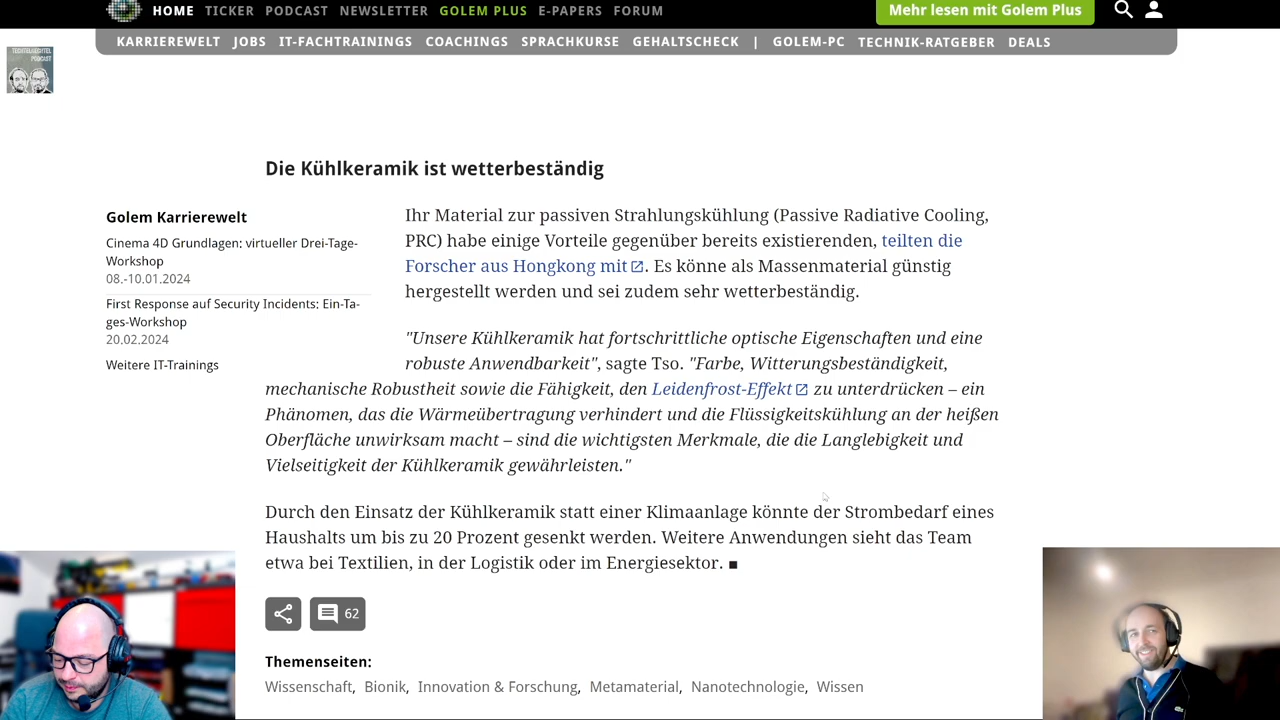 HOME TICKER PODCAST NEWSLETTER GOLEM PLUS E-PAPERS FORUM
Mehr lesen mit Golem Plus
KARRIEREWELT JOBS IT-FACHTRAININGS COACHINGS SPRACHKURSE GEHALTSCHECK | GOLEM-PC TECHNIK-RATGEBER DEALS
PODCAST
Die Kühlkeramik ist wetterbeständig
Golem Karrierewelt
Cinema 4D Grundlagen: virtueller Drei-Tage-
Workshop
08.-10.01.2024
First Response auf Security Incidents: Ein-Ta-
ges-Workshop
20.02.2024
Weitere IT-Trainings
Ihr Material zur passiven Strahlungskühlung (Passive Radiative Cooling,
PRC) habe einige Vorteile gegenüber bereits existierenden, teilten die
Forscher aus Hongkong mit. Es könne als Massenmaterial günstig
hergestellt werden und sei zudem sehr wetterbeständig.
"Unsere Kühlkeramik hat fortschrittliche optische Eigenschaften und eine
robuste Anwendbarkeit", sagte Tso. "Farbe, Witterungsbeständigkeit,
mechanische Robustheit sowie die Fähigkeit, den Leidenfrost-Effekt zu unterdrücken – ein
Phänomen, das die Wärmeübertragung verhindert und die Flüssigkeitskühlung an der heißen
Oberfläche unwirksam macht – sind die wichtigsten Merkmale, die die Langlebigkeit und
Vielseitigkeit der Kühlkeramik gewährleisten."
Durch den Einsatz der Kühlkeramik statt einer Klimaanlage könnte der Strombedarf eines
Haushalts um bis zu 20 Prozent gesenkt werden. Weitere Anwendungen sieht das Team
etwa bei Textilien, in der Logistik oder im Energiesektor. ■
62
Themenseiten:
Wissenschaft, Bionik, Innovation & Forschung, Metamaterial, Nanotechnologie, Wissen